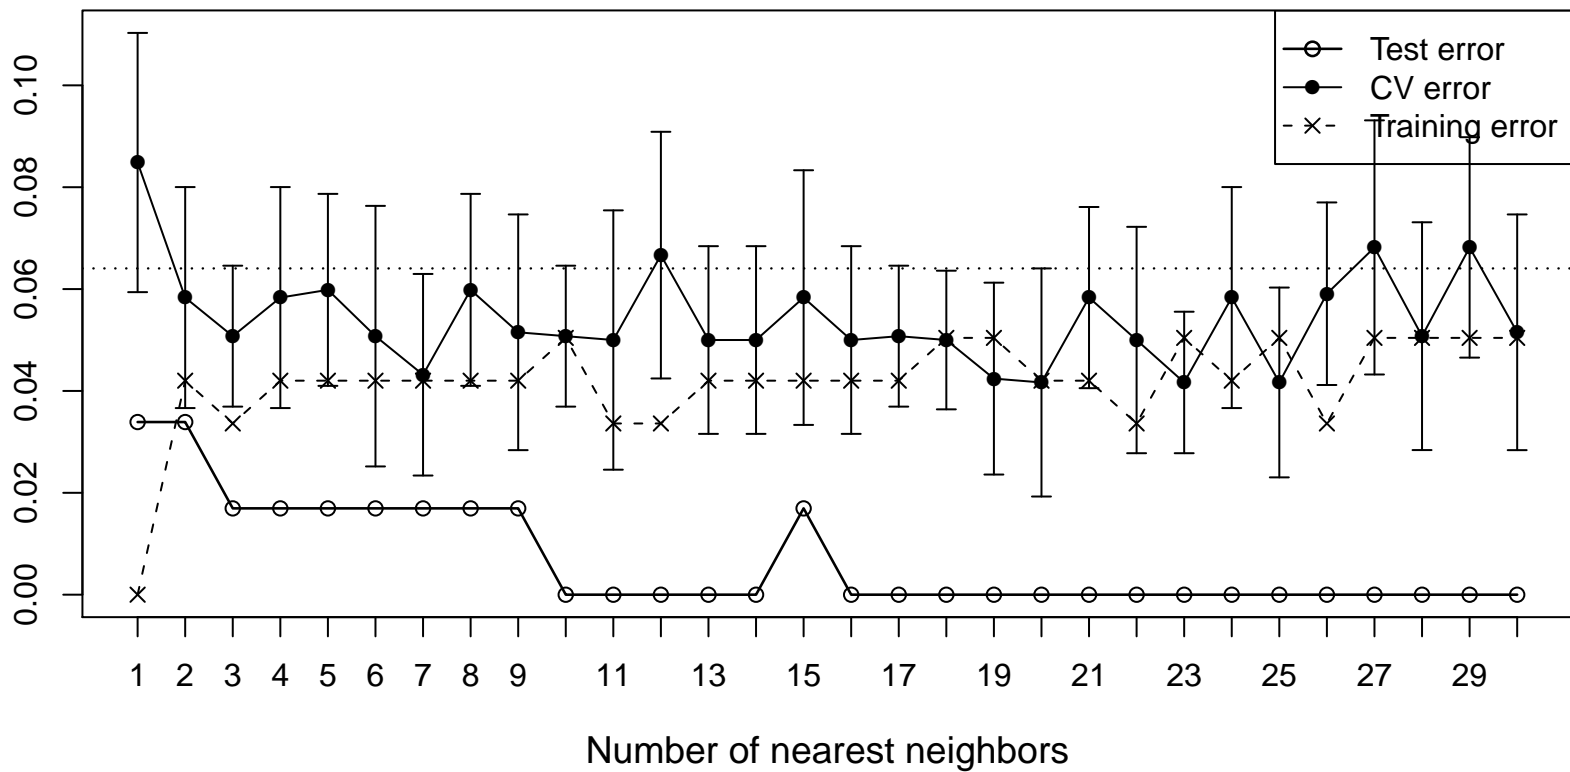 Test error
CV error
Training error
0.10
0.08
0.06
0.04
0.02
0.00
1 2 3 4 5 6 7 8 9 11 13 15 17 19 21 23 25 27 29
Number of nearest neighbors